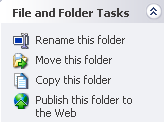 File and Folder Tasks
Rename this folder
Move this folder
Copy this folder
Publish this folder to
the Web